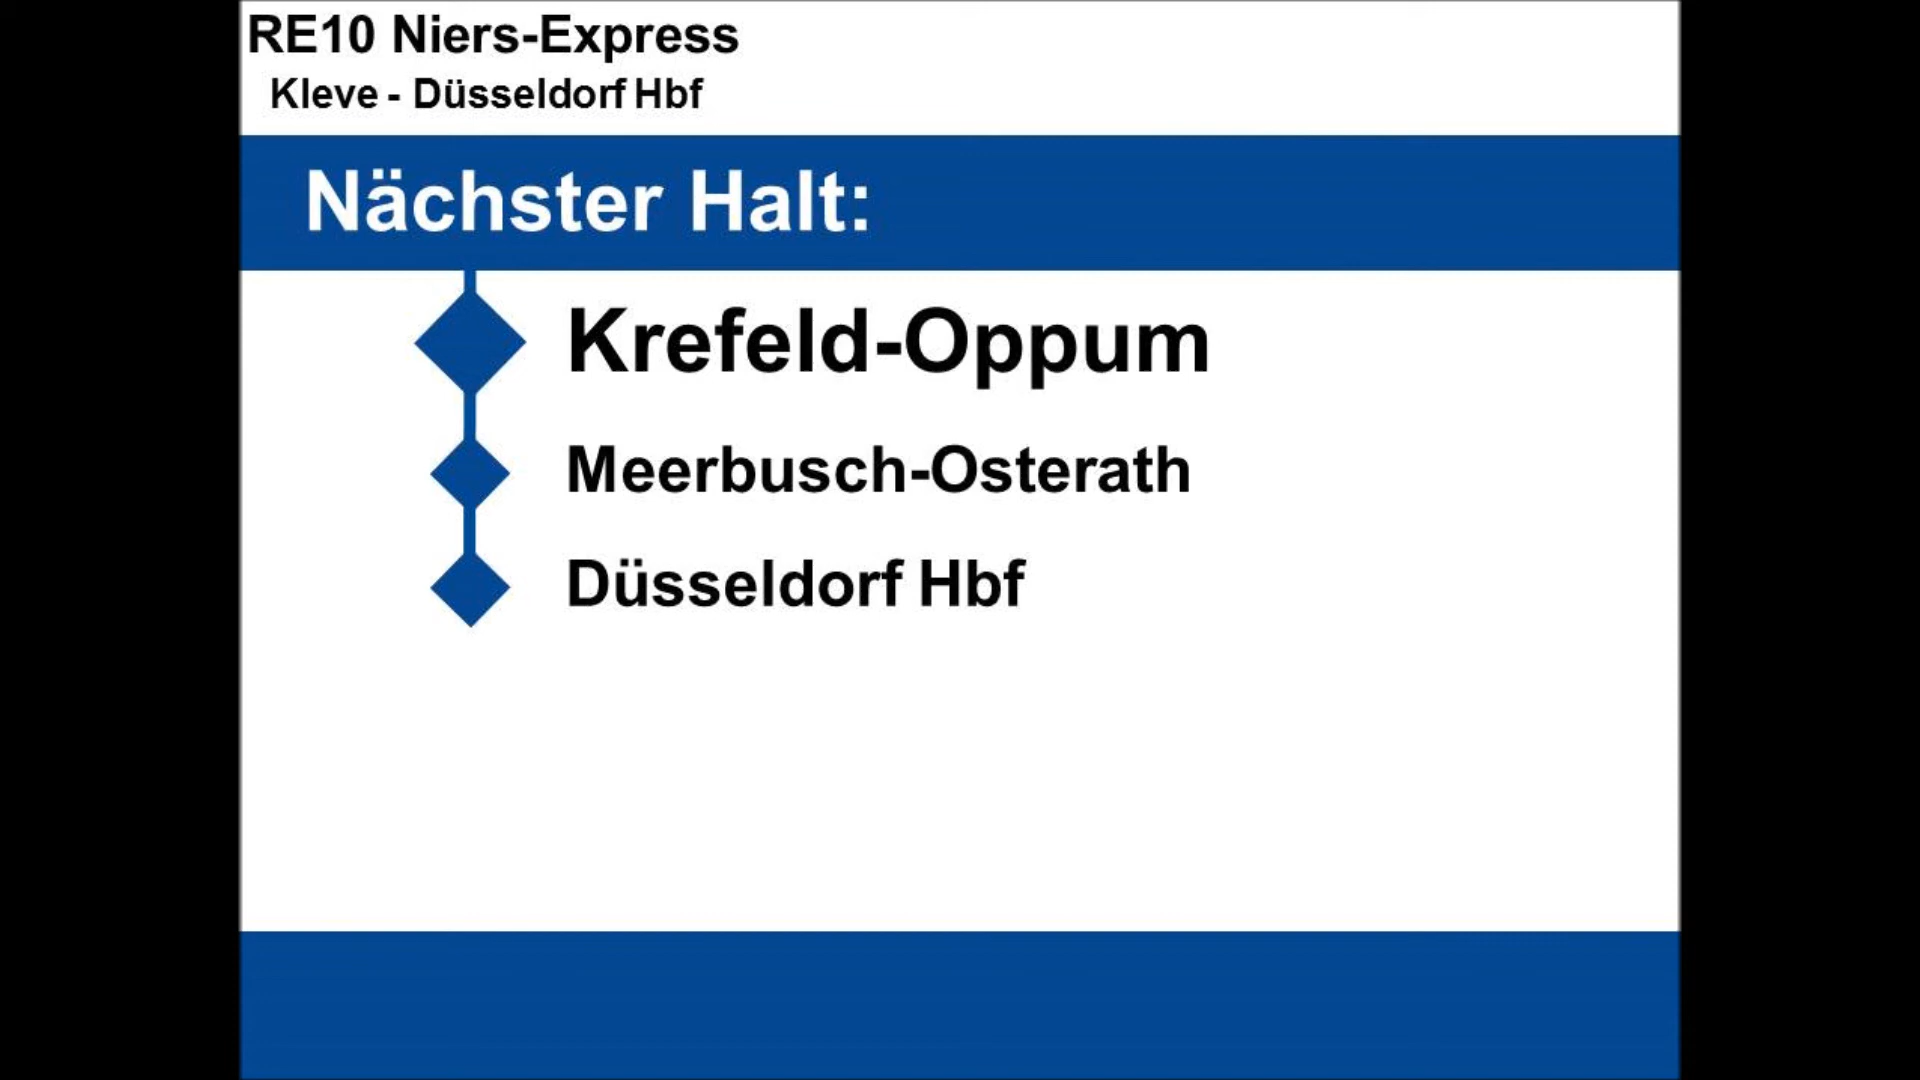 RE10 Niers-Express
Kleve - Düsseldorf Hbf
Nächster Halt:
Krefeld-Oppum
Meerbusch-Osterath
Düsseldorf Hbf